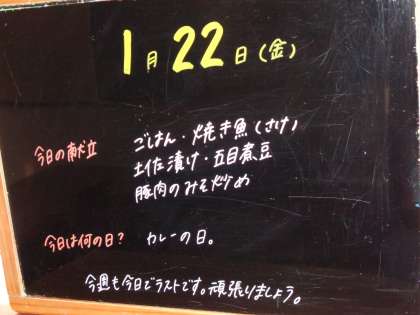 1月22日(金)
今日の献立 ごはん・焼き魚(さけ)
土佐漬け・五目煮豆
豚肉のみそ炒め
今日は何の日? カレーの日。
今週も今日でラストです。頑張りましょう。